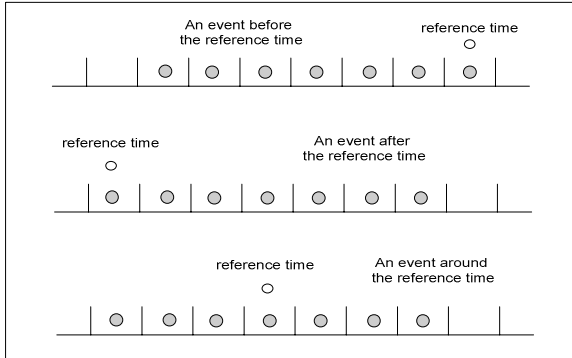 An event before
the reference time
reference time
reference time
An event after
the reference time
reference time
An event around
the reference time